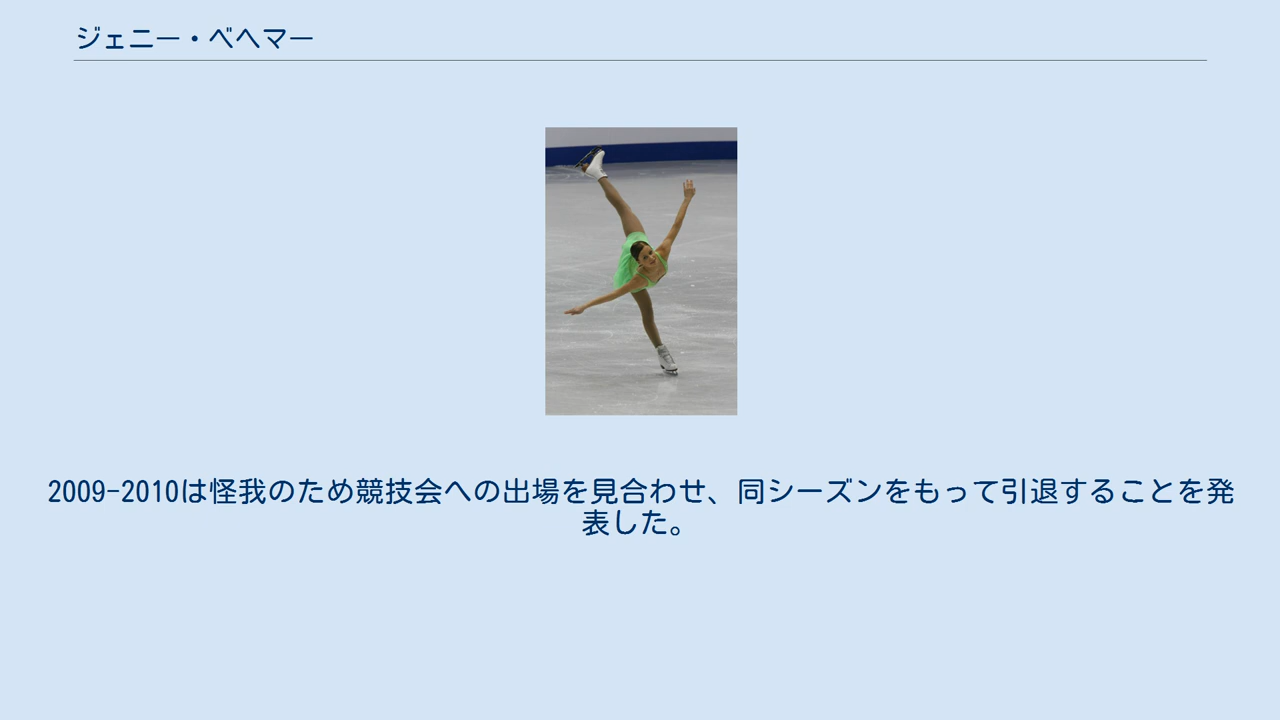 ジェニー・ベヘマー
2009-2010は怪我のため競技会への出場を見合わせ、同シーズンをもって引退することを発
表した。